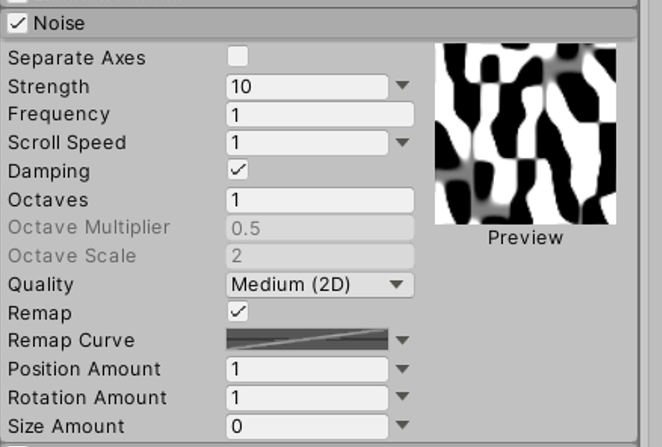 Noise
Separate Axes
Strength 10
Frequency 1
Scroll Speed 1
Damping
Octaves 1
Octave Multiplier 0.5
Octave Scale 2
Quality Medium (2D)
Remap
Remap Curve
Position Amount 1
Rotation Amount 1
Size Amount 0
Preview